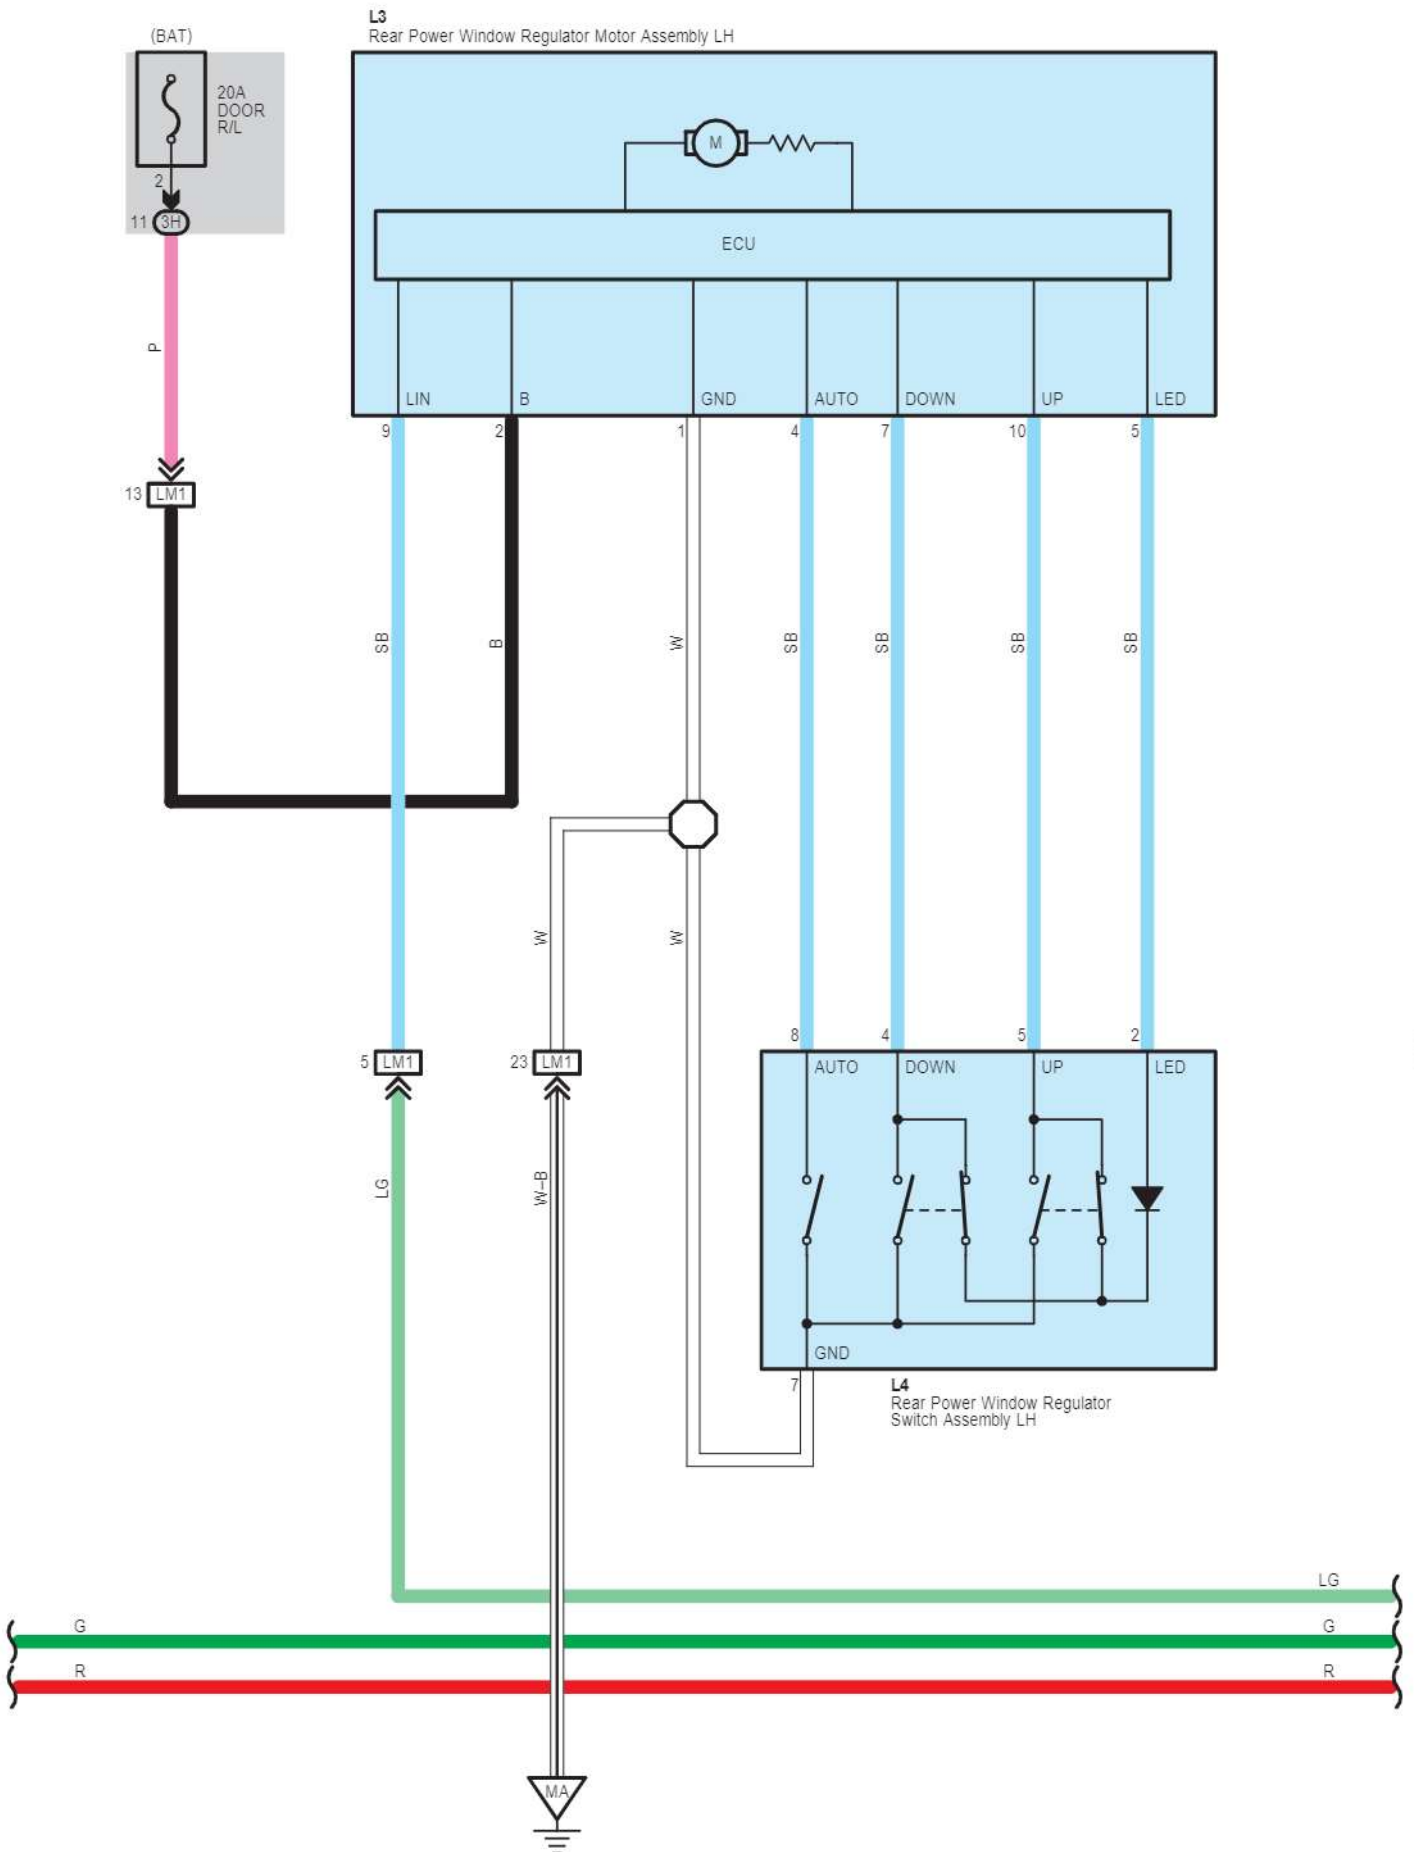 L3
Rear Power Window Regulator Motor Assembly LH
(BAT)
20A
DOOR
R/L
2
11 3H
M
ECU
P
LIN B GND AUTO DOWN UP LED
9 2 1 4 7 10 5
13 LM1
SB B W SB SB SB SB
W W
8 4 5 2
5 LM1 23 LM1
AUTO DOWN UP LED
LG W-B
GND
7
L4
Rear Power Window Regulator
Switch Assembly LH
LG
G G
R R
MA